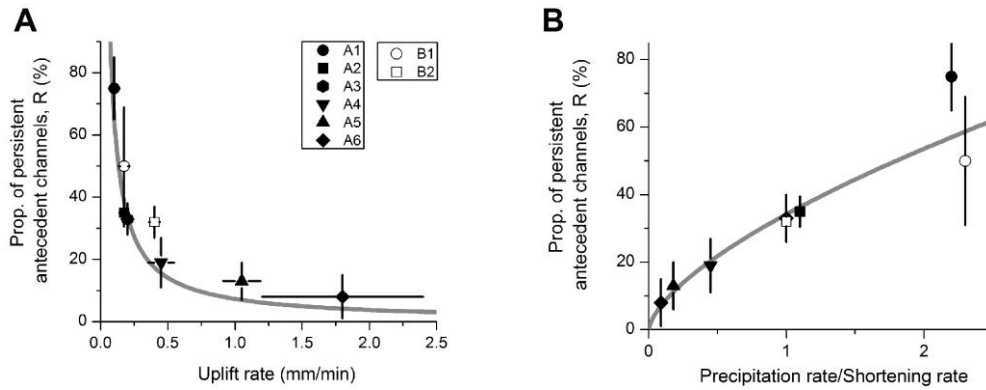 A
Prop. of persistent
antecedent channels, R (%)
80
60
40
20
0
0.0 0.5 1.0 1.5 2.0 2.5
Uplift rate (mm/min)
A1
A2
A3
A4
A5
A6
B1
B2
B
Prop. of persistent
antecedent channels, R (%)
80
60
40
20
0
0 1 2
Precipitation rate/Shortening rate